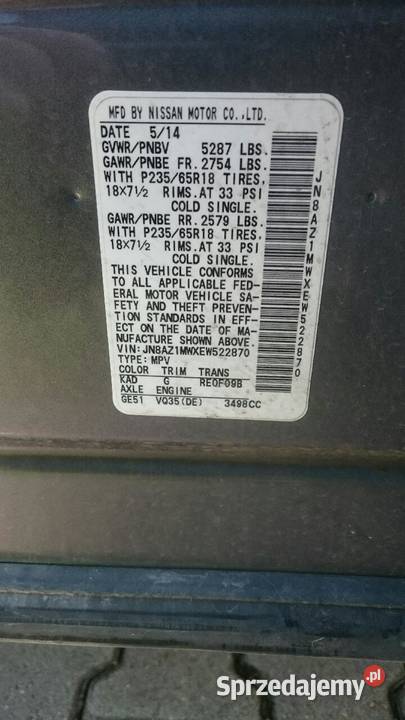 MFD BY NISSAN MOTOR CO.,LTD.
DATE 5/14
GVWR/PNBV 5287 LBS.
GAWR/PNBE FR. 2754 LBS.
WITH P235/65R18 TIRES,
18X7½ RIMS.AT 33 PSI
COLD SINGLE.
GAWR/PNBE RR. 2579 LBS.
WITH P235/65R18 TIRES,
18X7½ RIMS.AT 33 PSI
COLD SINGLE.
THIS VEHICLE CONFORMS
TO ALL APPLICABLE FED-
ERAL MOTOR VEHICLE SA-
FETY AND THEFT PREVEN-
TION STANDARDS IN EFF-
ECT ON THE DATE OF MA-
NUFACTURE SHOWN ABOVE.
VIN: JN8AZ1MWXEW522870
TYPE: MPV
COLOR TRIM TRANS
KAD G RE0F09B
AXLE ENGINE
GE51 VQ35(DE) 3498CC
JN8AZ1MWXEW522870
Sprzedajemy.pl